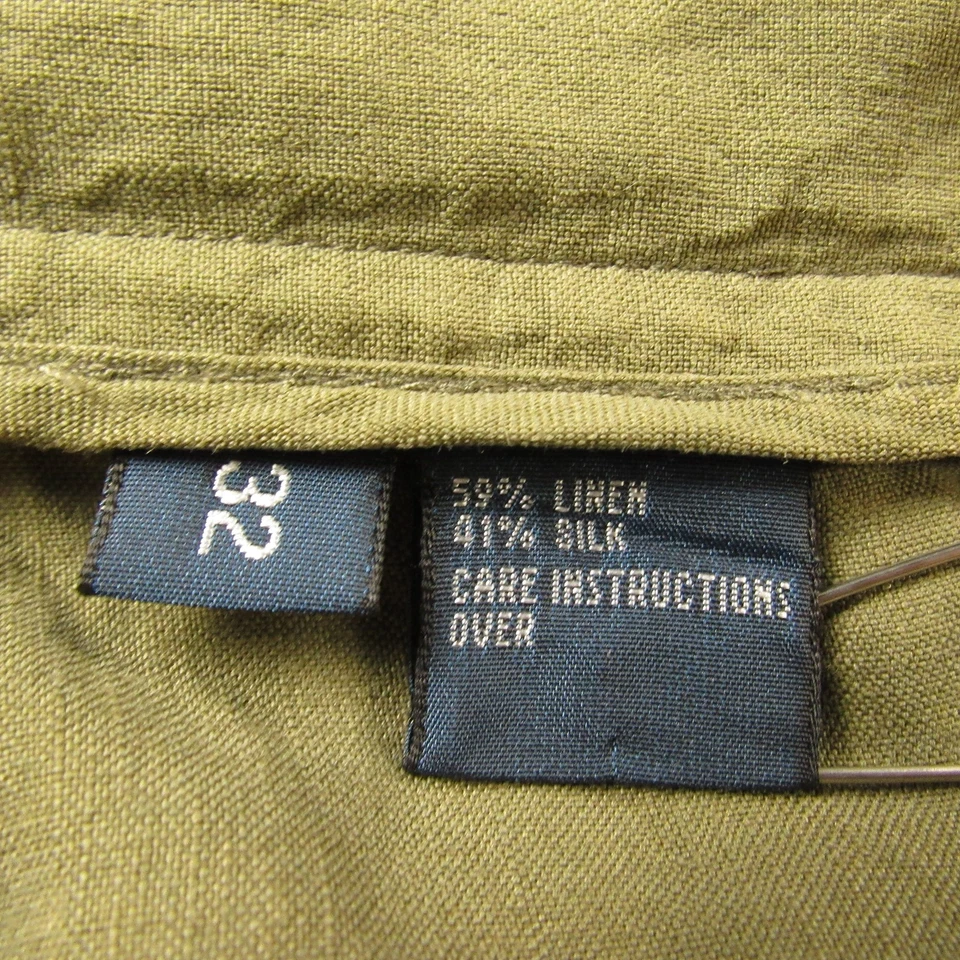 32
59% LINEN
41% SILK
CARE INSTRUCTIONS
OVER